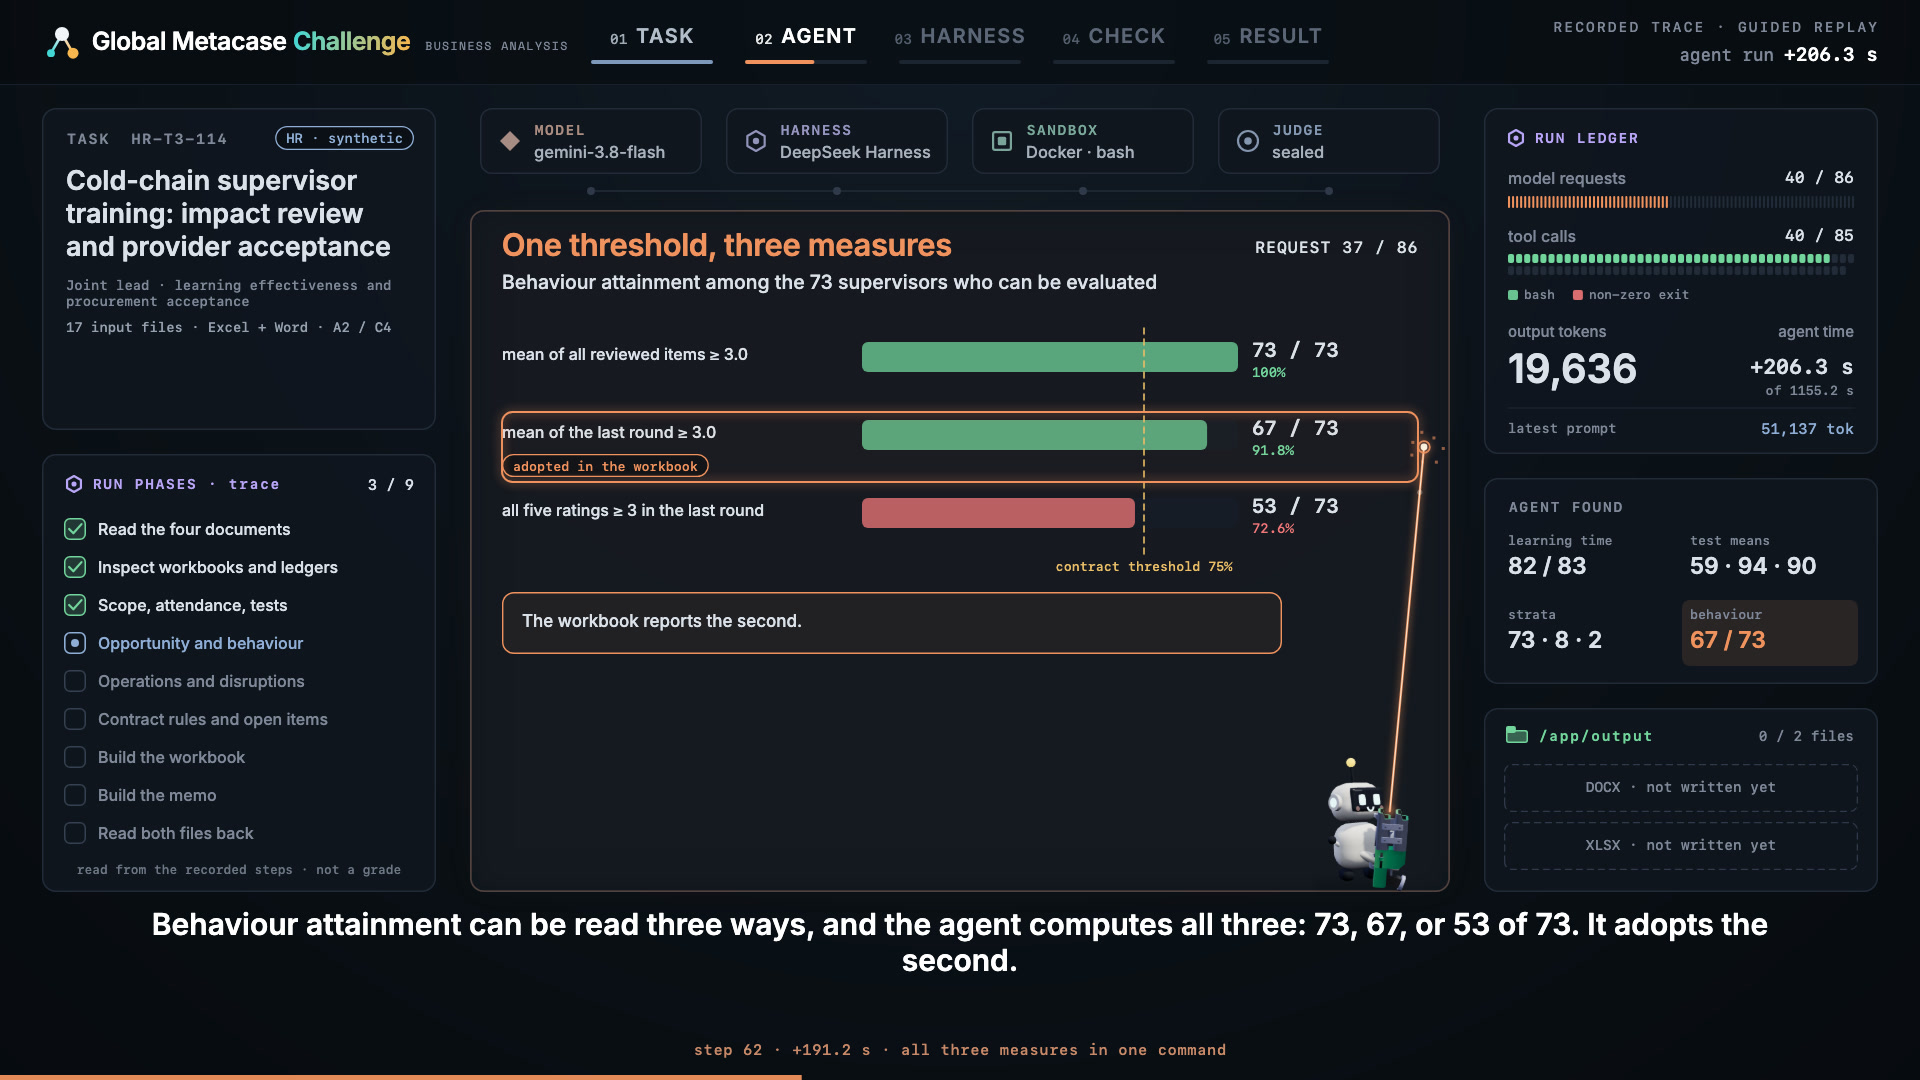 Global Metacase Challenge BUSINESS ANALYSIS
01 TASK
02 AGENT
03 HARNESS
04 CHECK
05 RESULT
RECORDED TRACE · GUIDED REPLAY
agent run +206.3 s
TASK HR-T3-114
HR · synthetic
Cold-chain supervisor
training: impact review
and provider acceptance
Joint lead · learning effectiveness and
procurement acceptance
17 input files · Excel + Word · A2 / C4
RUN PHASES · trace 3 / 9
Read the four documents
Inspect workbooks and ledgers
Scope, attendance, tests
Opportunity and behaviour
Operations and disruptions
Contract rules and open items
Build the workbook
Build the memo
Read both files back
read from the recorded steps · not a grade
MODEL
gemini-3.8-flash
HARNESS
DeepSeek Harness
SANDBOX
Docker · bash
JUDGE
sealed
One threshold, three measures
REQUEST 37 / 86
Behaviour attainment among the 73 supervisors who can be evaluated
mean of all reviewed items ≥ 3.0
73 / 73
100%
mean of the last round ≥ 3.0
adopted in the workbook
67 / 73
91.8%
all five ratings ≥ 3 in the last round
53 / 73
72.6%
contract threshold 75%
The workbook reports the second.
RUN LEDGER
model requests 40 / 86
tool calls 40 / 85
bash non-zero exit
output tokens agent time
19,636 +206.3 s
of 1155.2 s
latest prompt 51,137 tok
AGENT FOUND
learning time test means
82 / 83 59 · 94 · 90
strata behaviour
73 · 8 · 2 67 / 73
/app/output 0 / 2 files
DOCX · not written yet
XLSX · not written yet
Behaviour attainment can be read three ways, and the agent computes all three: 73, 67, or 53 of 73. It adopts the
second.
step 62 · +191.2 s · all three measures in one command